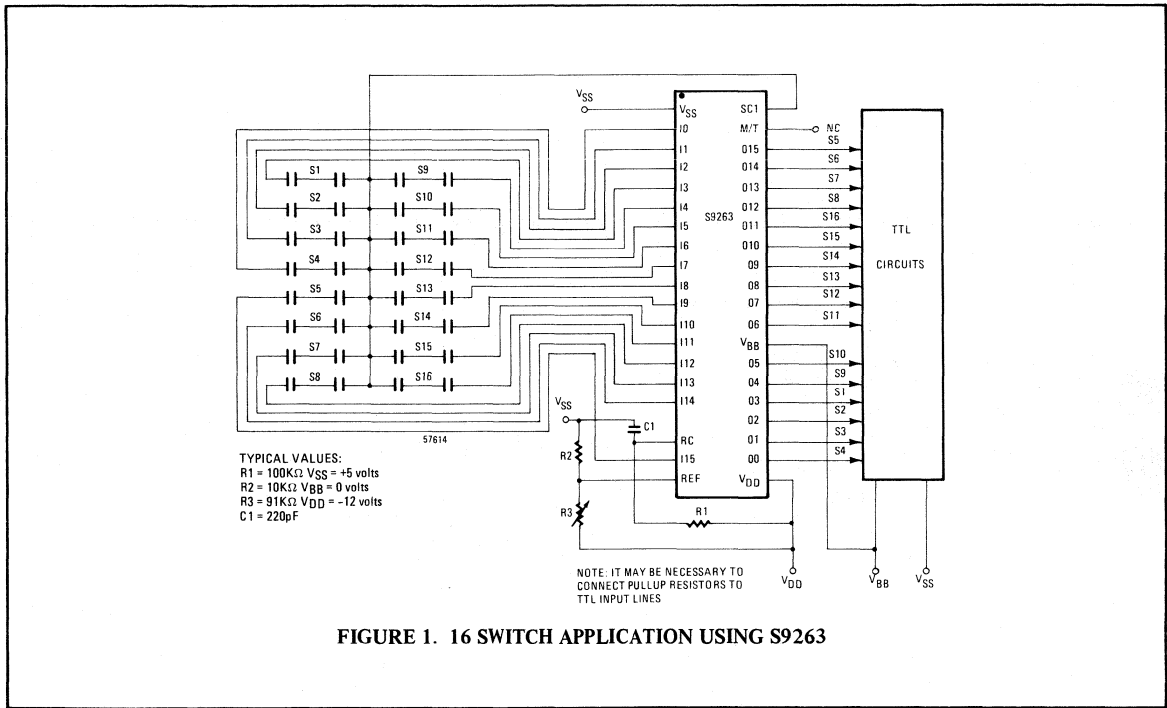 VSS
VSS
SC1
I0
M/T
NC
I1
O15
S5
I2
O14
S6
I3
O13
S7
I4
O12
S8
I5
O11
S16
I6
O10
S15
I7
O9
S14
I8
O8
S13
I9
O7
S12
I10
O6
S11
I11
VBB
I12
O5
S10
I13
O4
S9
I14
O3
S1
O2
S2
RC
O1
S3
I15
O0
S4
REF
VDD
S9263
TTL
CIRCUITS
S1
S9
S2
S10
S3
S11
S4
S12
S5
S13
S6
S14
S7
S15
S8
S16
57614
VSS
C1
R2
R3
R1
VDD
VBB
VSS
TYPICAL VALUES:
R1 = 100KΩ VSS = +5 volts
R2 = 10KΩ VBB = 0 volts
R3 = 91KΩ VDD = −12 volts
C1 = 220pF
NOTE: IT MAY BE NECESSARY TO
CONNECT PULLUP RESISTORS TO
TTL INPUT LINES
FIGURE 1. 16 SWITCH APPLICATION USING S9263